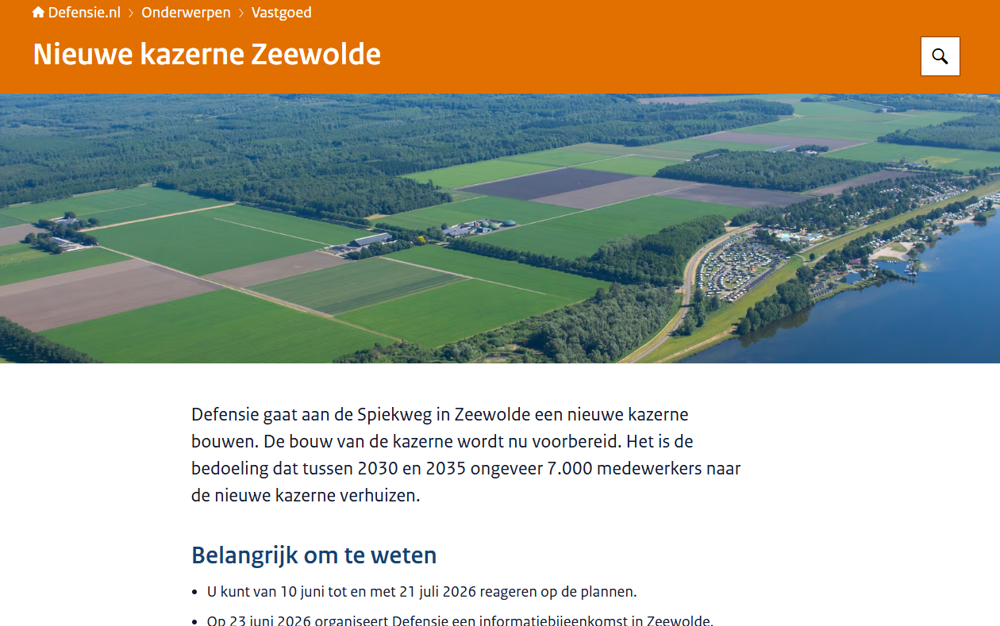 Defensie.nl > Onderwerpen > Vastgoed
Nieuwe kazerne Zeewolde
Defensie gaat aan de Spiekweg in Zeewolde een nieuwe kazerne
bouwen. De bouw van de kazerne wordt nu voorbereid. Het is de
bedoeling dat tussen 2030 en 2035 ongeveer 7.000 medewerkers naar
de nieuwe kazerne verhuizen.
Belangrijk om te weten
• U kunt van 10 juni tot en met 21 juli 2026 reageren op de plannen.
• Op 23 juni 2026 organiseert Defensie een informatiebijeenkomst in Zeewolde.